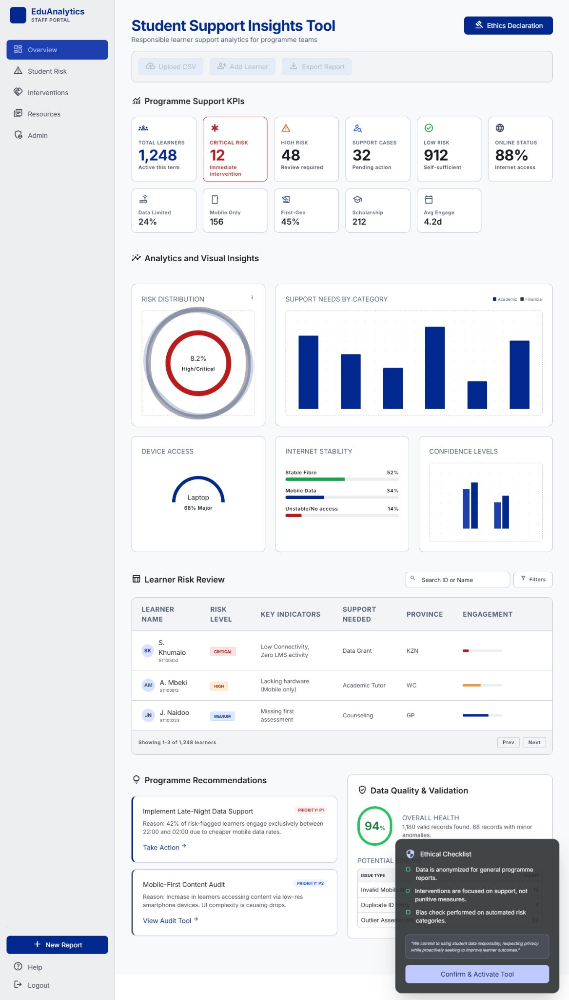 EduAnalytics
STAFF PORTAL
Overview
Student Risk
Interventions
Resources
Admin
New Report
Help
Logout
Student Support Insights Tool
Responsible learner support analytics for programme teams
Ethics Declaration
Upload CSV
Add Learner
Export Report
Programme Support KPIs
TOTAL LEARNERS
1,248
Active this term
CRITICAL RISK
12
Immediate
intervention
HIGH RISK
48
Review required
SUPPORT CASES
32
Pending action
LOW RISK
912
Self-sufficient
ONLINE STATUS
88%
Internet access
Data Limited
24%
Mobile Only
156
First-Gen
45%
Scholarship
212
Avg Engage
4.2d
Analytics and Visual Insights
RISK DISTRIBUTION
8.2%
High/Critical
SUPPORT NEEDS BY CATEGORY
Academic
Financial
DEVICE ACCESS
Laptop
68% Major
INTERNET STABILITY
Stable Fibre 52%
Mobile Data 34%
Unstable/No access 14%
CONFIDENCE LEVELS
Learner Risk Review
Search ID or Name
Filters
LEARNER
NAME
RISK
LEVEL
KEY INDICATORS
SUPPORT
NEEDED
PROVINCE
ENGAGEMENT
SK
S.
Khumalo
ST100452
CRITICAL
Low Connectivity,
Zero LMS activity
Data Grant
KZN
AM
A. Mbeki
ST100912
HIGH
Lacking hardware
(Mobile only)
Academic Tutor
WC
JN
J. Naidoo
ST100223
MEDIUM
Missing first
assessment
Counseling
GP
Showing 1-3 of 1,248 learners
Prev
Next
Programme Recommendations
Implement Late-Night Data Support
PRIORITY: P1
Reason: 42% of risk-flagged learners engage exclusively between
22:00 and 02:00 due to cheaper mobile data rates.
Take Action
Mobile-First Content Audit
PRIORITY: P2
Reason: Increase in learners accessing content via low-res
smartphone devices. UI complexity is causing drops.
View Audit Tool
Data Quality & Validation
94%
OVERALL HEALTH
1,180 valid records found. 68 records with minor
anomalies.
POTENTIAL ERRORS
ISSUE TYPE COUNT
Invalid Mobile 12
Duplicate ID Entry 4
Outlier Assessment 52
Ethical Checklist
Data is anonymized for general programme
reports.
Interventions are focused on support, not
punitive measures.
Bias check performed on automated risk
categories.
"We commit to using student data responsibly, respecting privacy
while proactively seeking to improve learner outcomes."
Confirm & Activate Tool